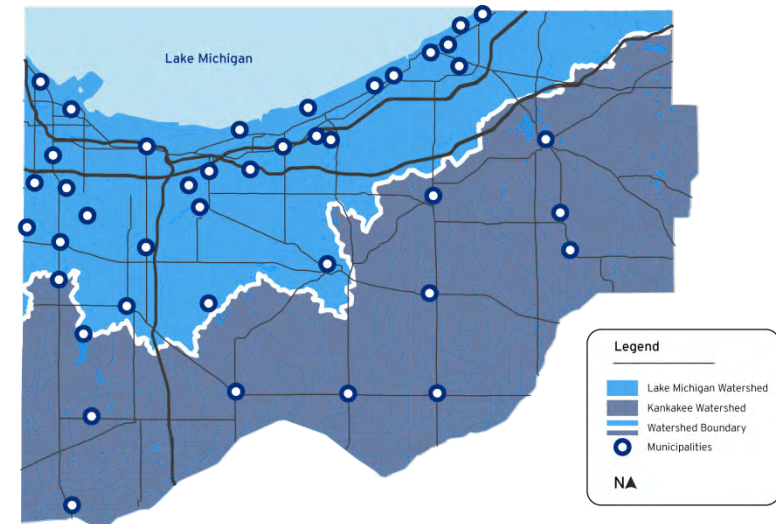 Lake Michigan
Legend
Lake Michigan Watershed
Kankakee Watershed
Watershed Boundary
Municipalities
N